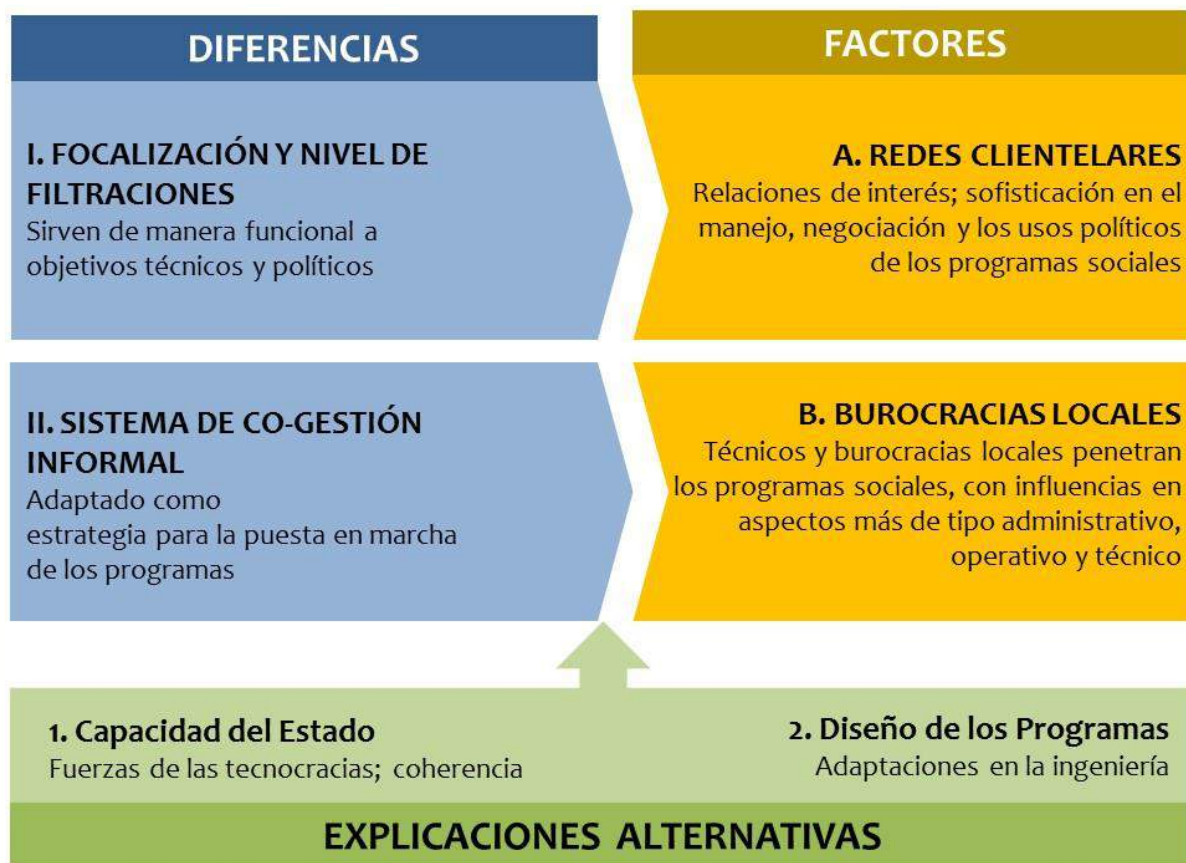 DIFERENCIAS
I. FOCALIZACIÓN Y NIVEL DE
FILTRACIONES
Sirven de manera funcional a
objetivos técnicos y políticos
II. SISTEMA DE CO-GESTIÓN
INFORMAL
Adaptado como
estrategia para la puesta en marcha
de los programas
FACTORES
A. REDES CLIENTELARES
Relaciones de interés; sofisticación en el
manejo, negociación y los usos políticos
de los programas sociales
B. BUROCRACIAS LOCALES
Técnicos y burocracias locales penetran
los programas sociales, con influencias en
aspectos más de tipo administrativo,
operativo y técnico
1. Capacidad del Estado
Fuerzas de las tecnocracias; coherencia
2. Diseño de los Programas
Adaptaciones en la ingeniería
EXPLICACIONES ALTERNATIVAS